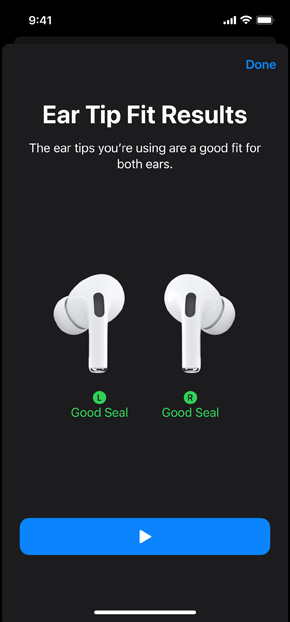 9:41
Done
Ear Tip Fit Results
The ear tips you’re using are a good fit for
both ears.
L R
Good Seal Good Seal